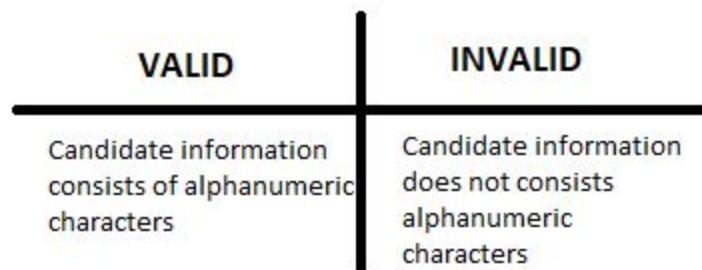 VALID
INVALID
Candidate information
consists of alphanumeric
characters
Candidate information
does not consists
alphanumeric
characters